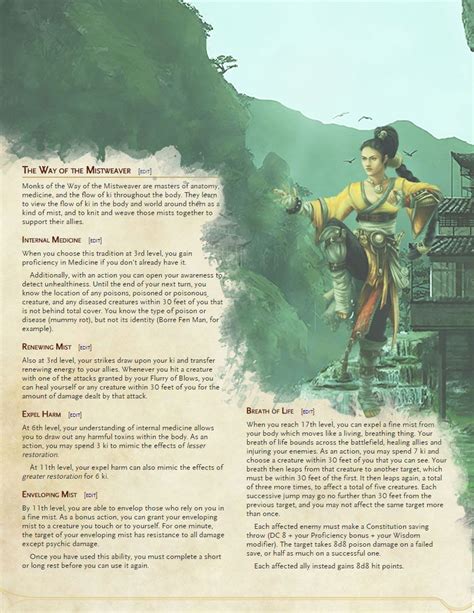 THE WAY OF THE MISTWEAVER [EDIT]
Monks of the Way of the Mistweaver are masters of anatomy,
medicine, and the flow of ki throughout the body. They learn
to view the flow of ki in the body and world around them as a
kind of mist, and to knit and weave those mists together to
support their allies.
INTERNAL MEDICINE [EDIT]
When you choose this tradition at 3rd level, you gain
proficiency in Medicine if you don't already have it.
Additionally, with an action you can open your awareness to
detect unhealthiness. Until the end of your next turn, you
know the location of any poisons, poisoned or poisonous
creature, and any diseased creatures within 30 feet of you that
is not behind total cover. You know the type of poison or
disease (mummy rot), but not its identity (Borre Fen Man, for
example).
RENEWING MIST [EDIT]
Also at 3rd level, your strikes draw upon your ki and transfer
renewing energy to your allies. Whenever you hit a creature
with one of the attacks granted by your Flurry of Blows, you
can heal yourself or any creature within 30 feet for the
amount of damage dealt by that attack.
EXPEL HARM [EDIT]
At 6th level, your understanding of internal medicine allows
you to draw out any harmful toxins within the body. As an
action, you may spend 3 ki to mimic the effects of lesser
restoration.
At 11th level, your expel harm can also mimic the effects of
greater restoration for 6 ki.
ENVELOPING MIST [EDIT]
By 11th level, you are able to envelop those who rely on you in
a fine mist. As a bonus action, you can grant your enveloping
mist to a creature you touch or to yourself. For one minute,
the target of your enveloping mist has resistance to all damage
except psychic damage.
Once you have used this ability, you must complete a short
or long rest before you can use it again.
BREATH OF LIFE [EDIT]
When you reach 17th level, you can expel a fine mist from
your body which moves like a living, breathing thing. Your
breath of life bounds across the battlefield, healing allies and
injuring your enemies. As an action, you may spend 7 ki and
choose a creature within 30 feet of you that you can see. Your
breath then leaps from that creature to another target, which
must be within 30 feet of the first. It then leaps again, a total
of three more times, to affect a total of five creatures. Each
successive jump may go no further than 30 feet from the
previous target, and you may not affect the same target more
than once.
Each affected enemy must make a Constitution saving
throw (DC 8 + your Proficiency bonus + your Wisdom
modifier). The target takes 8d8 poison damage on a failed
save, or half as much on a successful one.
Each affected ally instead gains 8d8 hit points.